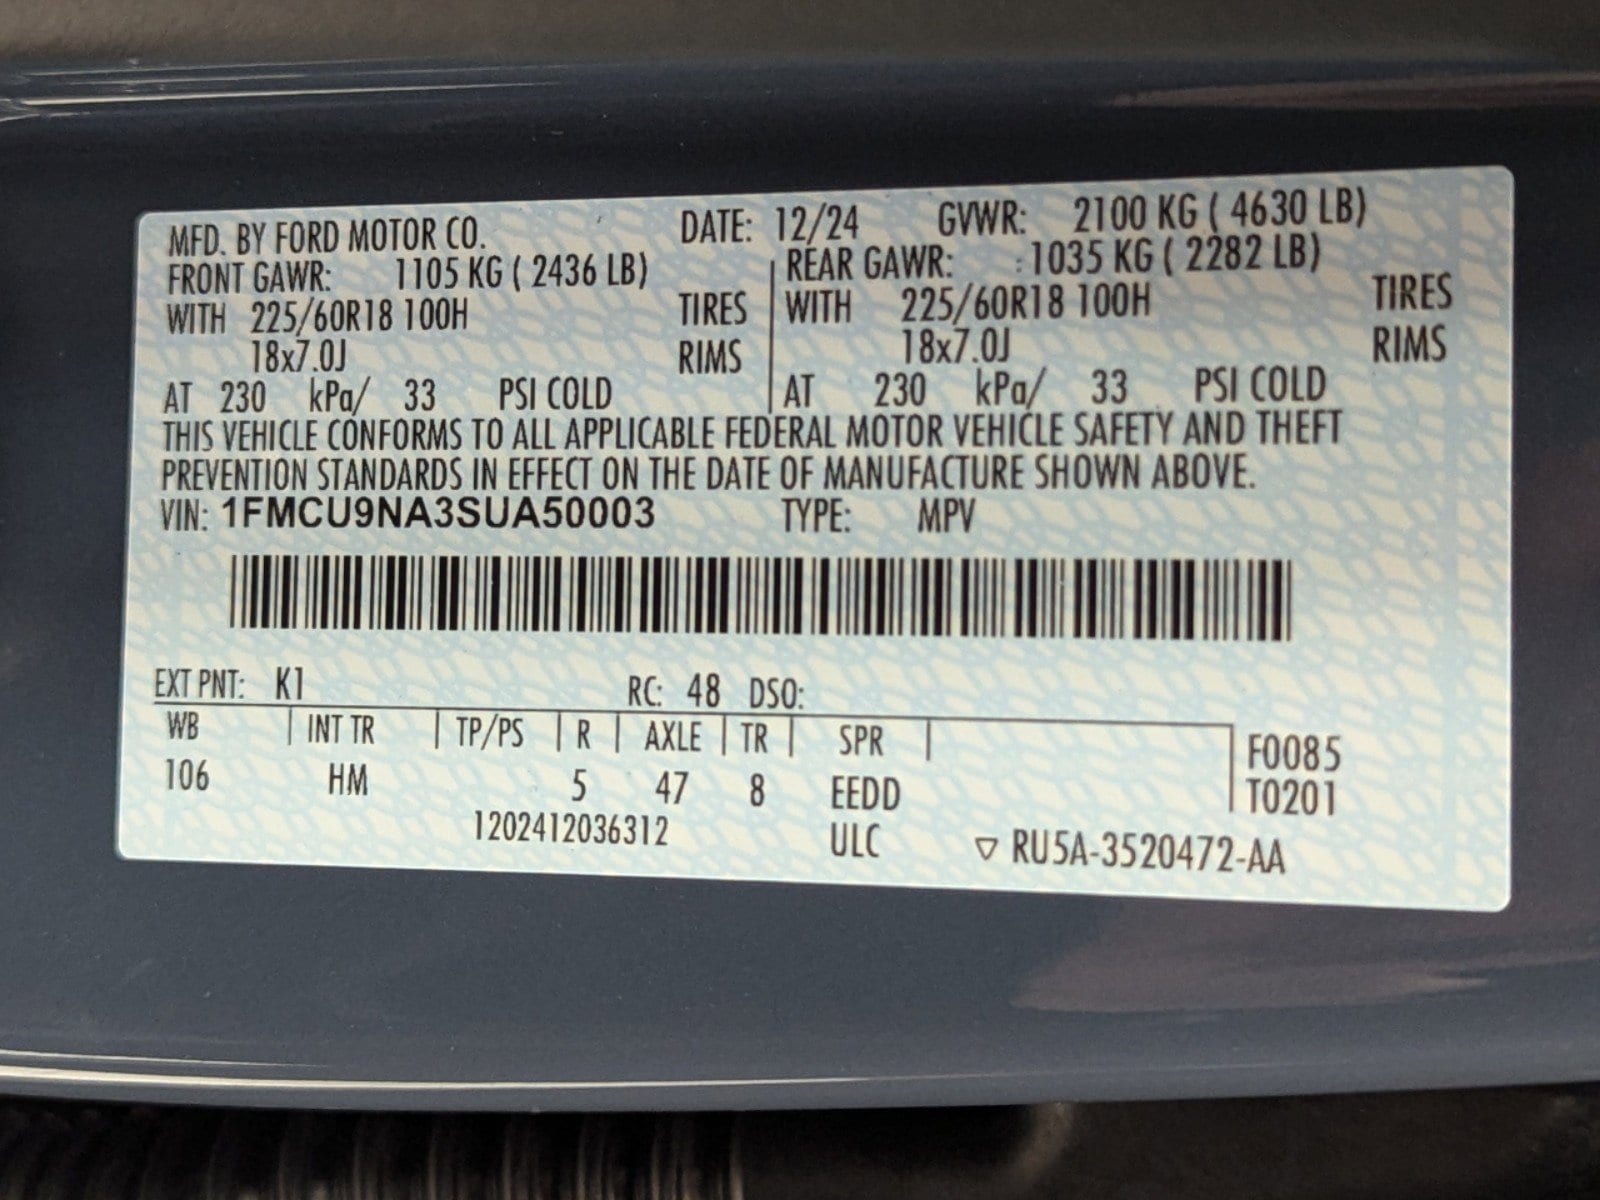 MFD. BY FORD MOTOR CO. DATE: 12/24 GVWR: 2100 KG ( 4630 LB)
FRONT GAWR: 1105 KG ( 2436 LB) REAR GAWR: 1035 KG ( 2282 LB)
WITH 225/60R18 100H TIRES WITH 225/60R18 100H TIRES
18x7.0J RIMS 18x7.0J RIMS
AT 230 kPa/ 33 PSI COLD AT 230 kPa/ 33 PSI COLD
THIS VEHICLE CONFORMS TO ALL APPLICABLE FEDERAL MOTOR VEHICLE SAFETY AND THEFT
PREVENTION STANDARDS IN EFFECT ON THE DATE OF MANUFACTURE SHOWN ABOVE.
VIN: 1FMCU9NA3SUA50003 TYPE: MPV
EXT PNT: K1 RC: 48 DSO:
WB INT TR TP/PS R AXLE TR SPR F0085
106 HM 5 47 8 EEDD T0201
1202412036312 ULC ▽ RU5A-3520472-AA